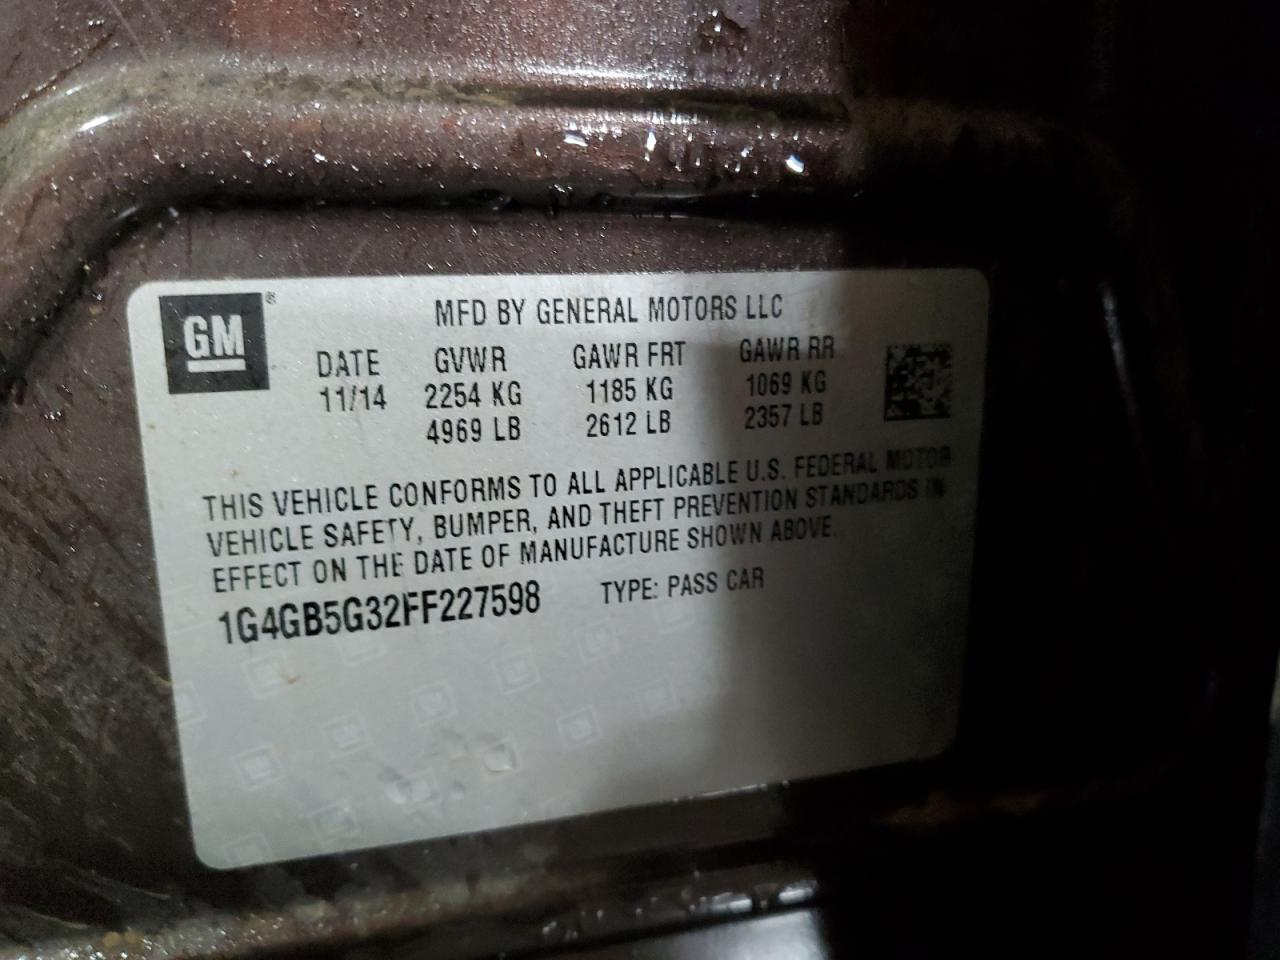 GM ®
MFD BY GENERAL MOTORS LLC
DATE GVWR GAWR FRT GAWR RR
11/14 2254 KG 1185 KG 1069 KG
4969 LB 2612 LB 2357 LB
THIS VEHICLE CONFORMS TO ALL APPLICABLE U.S. FEDERAL MOTOR
VEHICLE SAFETY, BUMPER, AND THEFT PREVENTION STANDARDS IN
EFFECT ON THE DATE OF MANUFACTURE SHOWN ABOVE.
1G4GB5G32FF227598 TYPE: PASS CAR